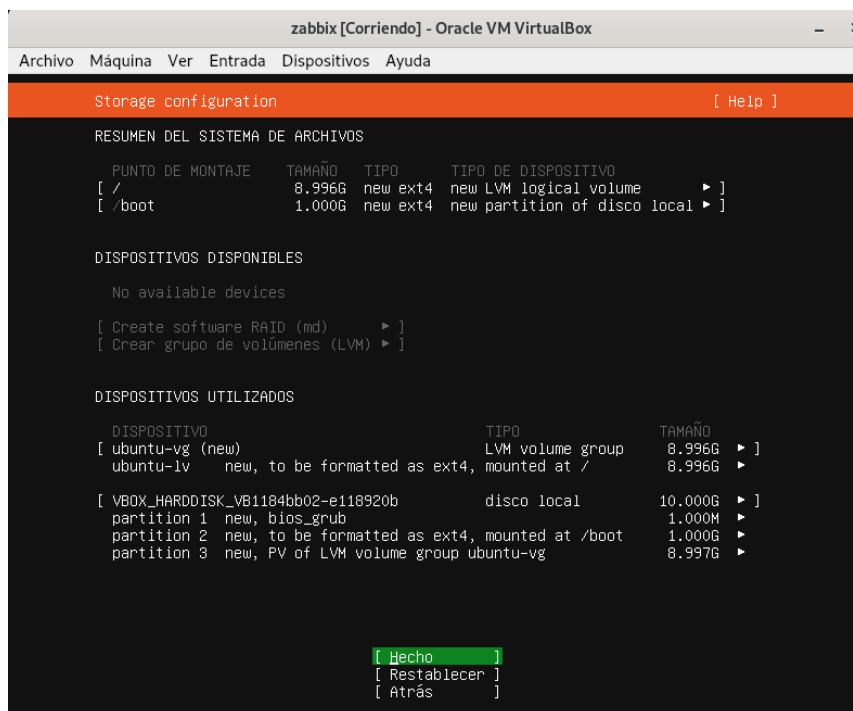 zabbix [Corriendo] - Oracle VM VirtualBox
Archivo Máquina Ver Entrada Dispositivos Ayuda
Storage configuration [ Help ]
RESUMEN DEL SISTEMA DE ARCHIVOS
PUNTO DE MONTAJE TAMAÑO TIPO TIPO DE DISPOSITIVO
[ / 8.996G new ext4 new LVM logical volume ▸ ]
[ /boot 1.000G new ext4 new partition of disco local ▸ ]
DISPOSITIVOS DISPONIBLES
No available devices
[ Create software RAID (md) ▸ ]
[ Crear grupo de volúmenes (LVM) ▸ ]
DISPOSITIVOS UTILIZADOS
DISPOSITIVO TIPO TAMAÑO
[ ubuntu-vg (new) LVM volume group 8.996G ▸ ]
ubuntu-lv new, to be formatted as ext4, mounted at / 8.996G ▸
[ VBOX_HARDDISK_VB1184bb02-e118920b disco local 10.000G ▸ ]
partition 1 new, bios_grub 1.000M ▸
partition 2 new, to be formatted as ext4, mounted at /boot 1.000G ▸
partition 3 new, PV of LVM volume group ubuntu-vg 8.997G ▸
[ Hecho ]
[ Restablecer ]
[ Atrás ]